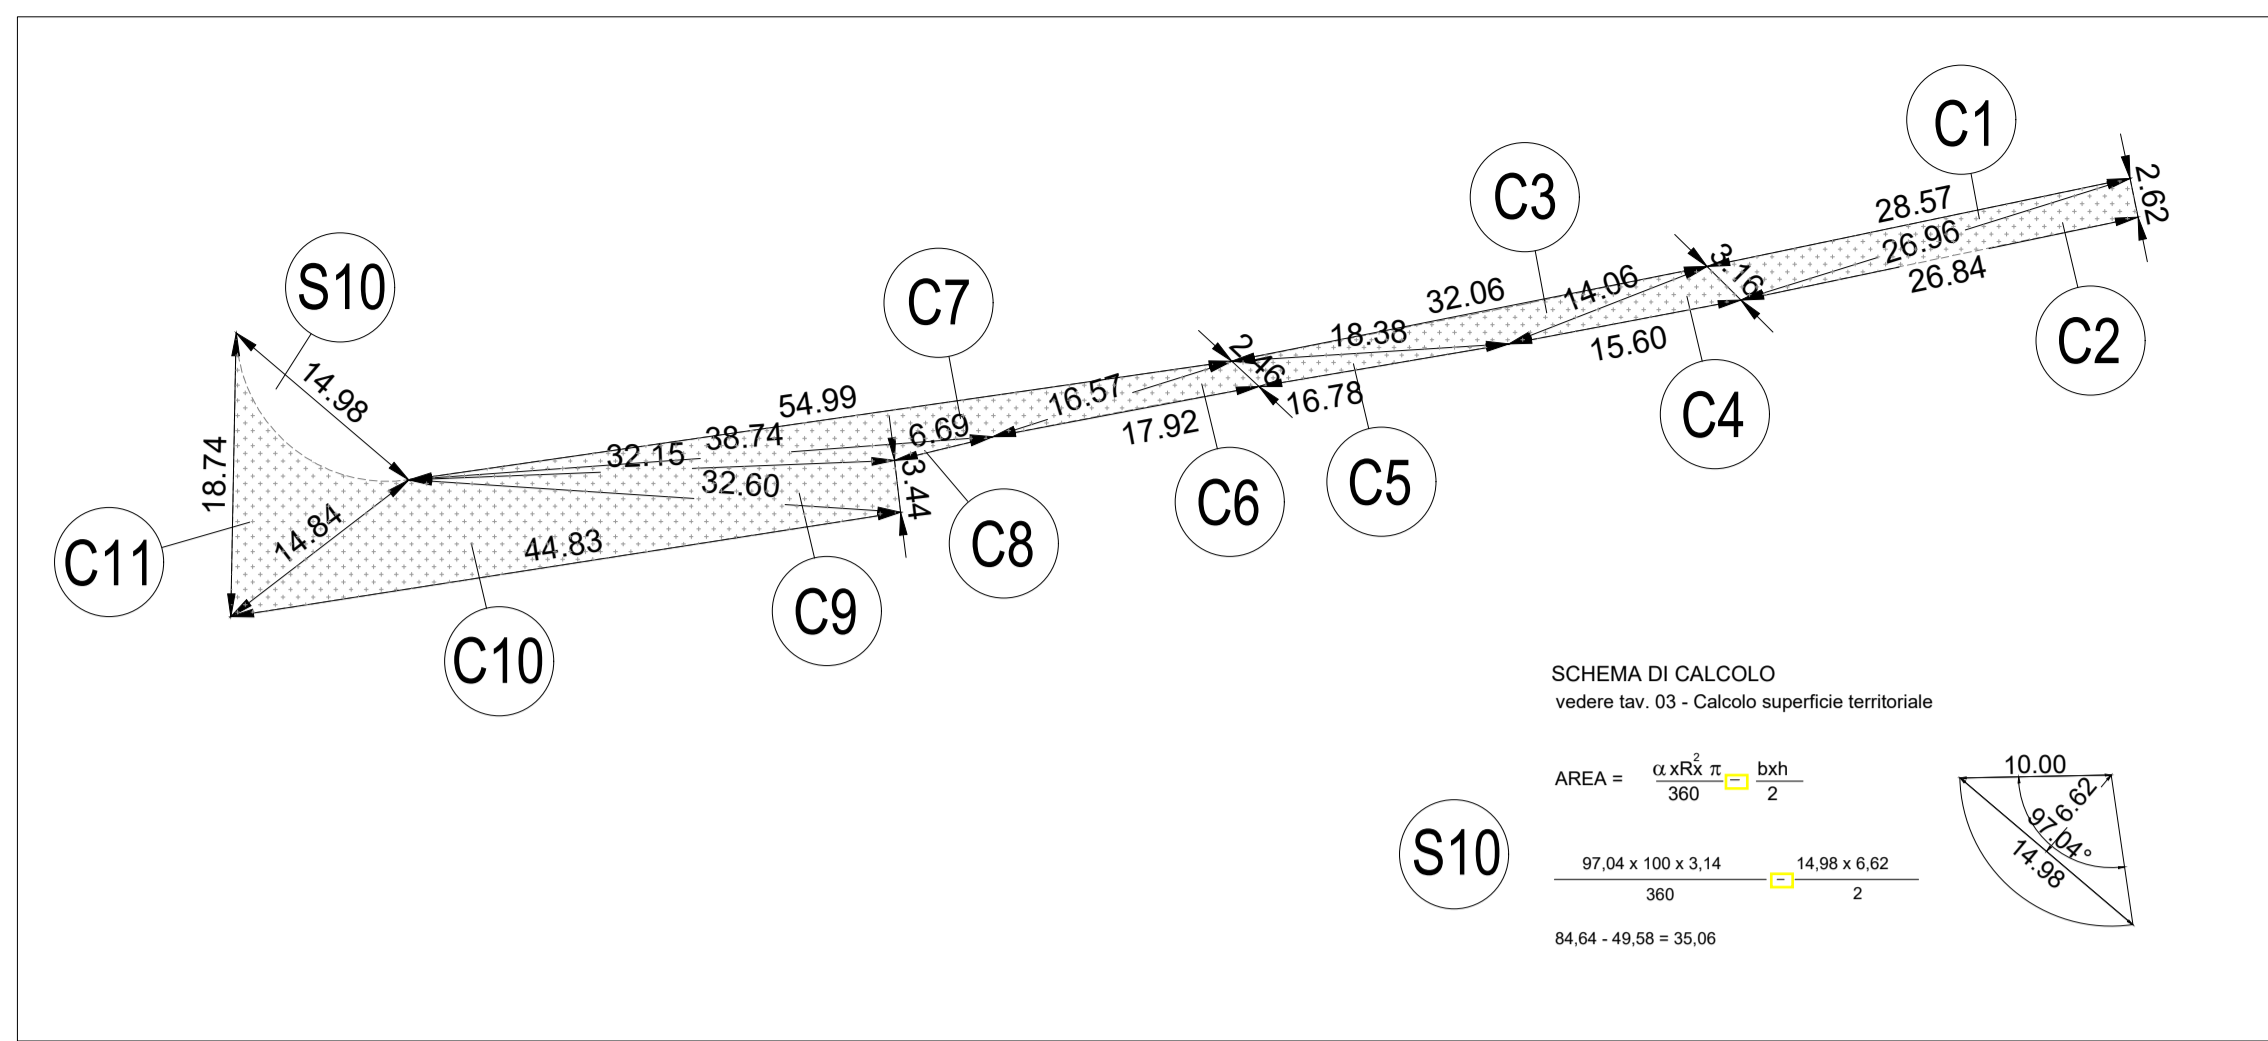 C1
28.57
2.62
26.96
26.84
C2
C3
3.16
32.06
14.06
18.38
15.60
C4
2.46
16.78
C5
S10
14.98
C7
54.99
16.57
17.92
C6
6.69
38.74
32.15
32.60
3.44
C8
18.74
14.84
44.83
C11
C10
C9
SCHEMA DI CALCOLO
vedere tav. 03 - Calcolo superficie territoriale
AREA = α xRx² π – bxh
360 2
S10
97,04 x 100 x 3,14 – 14,98 x 6,62
360 2
84,64 - 49,58 = 35,06
10.00
6.62
97.04°
14.98